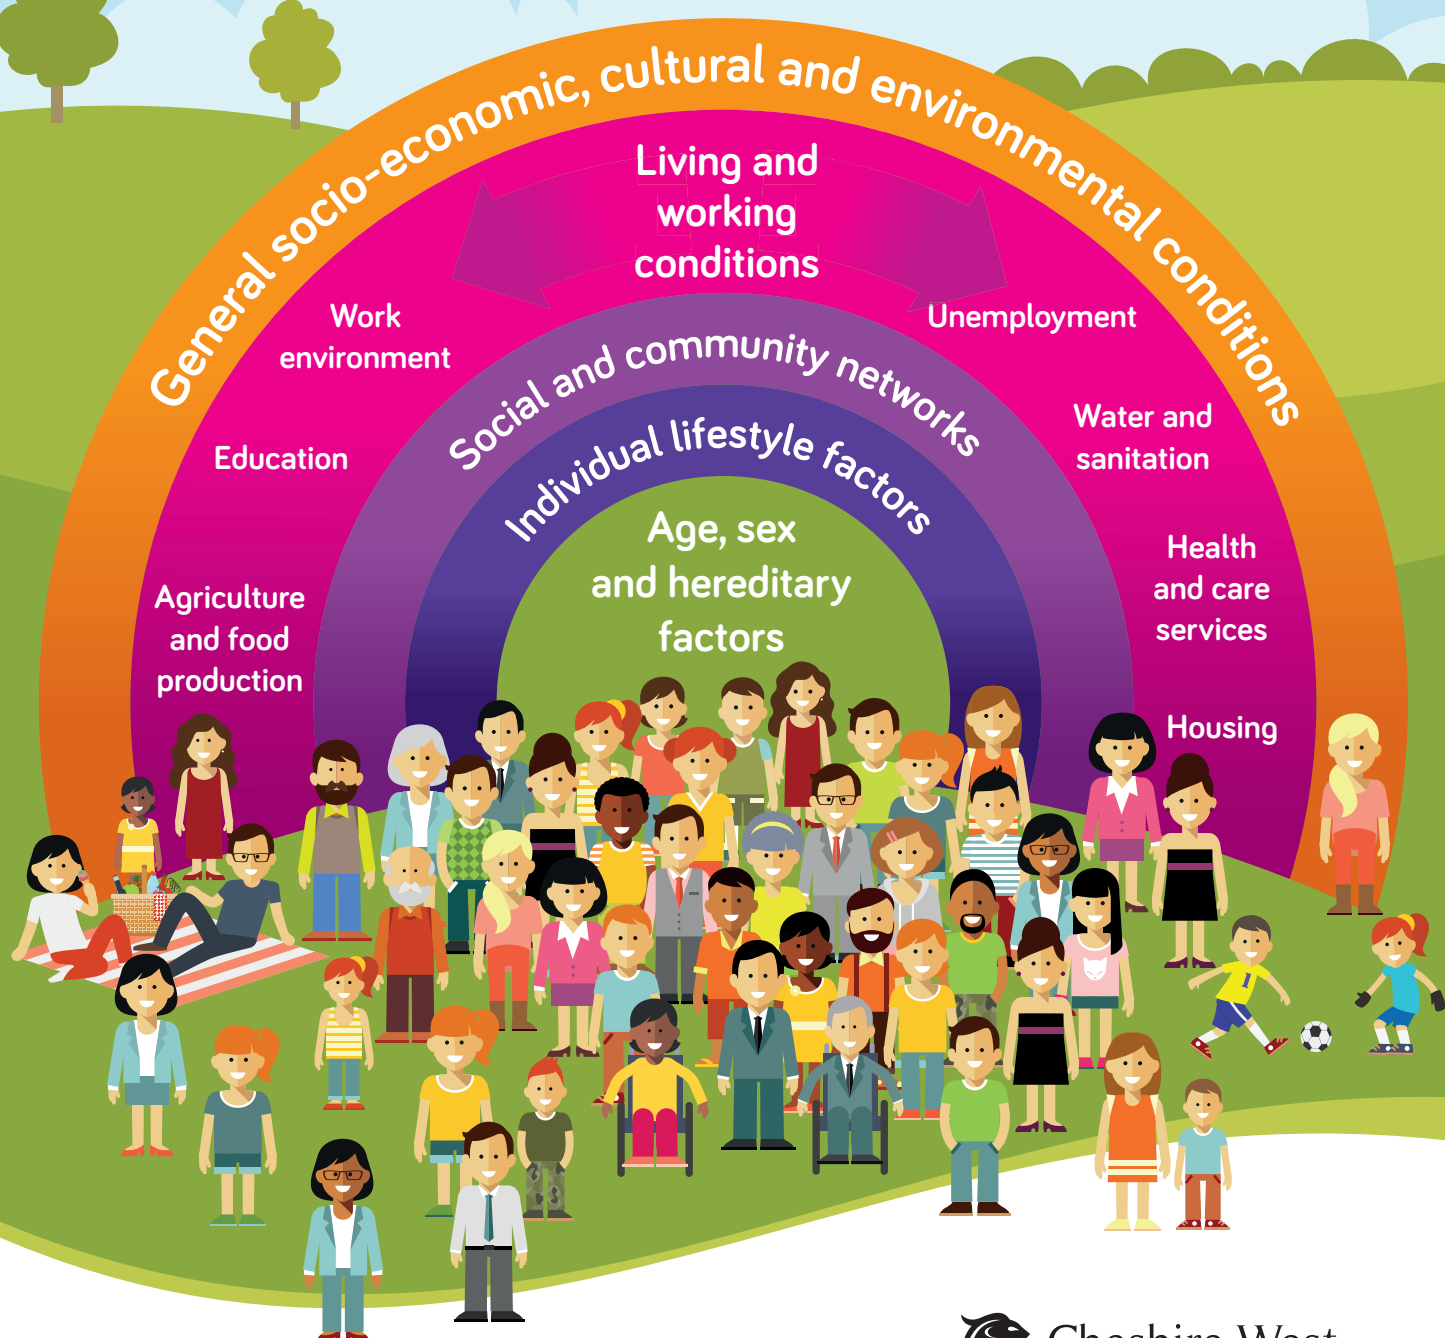 General socio-economic, cultural and environmental conditions
Living and
working
conditions
Work
environment
Unemployment
Social and community networks
Water and
sanitation
Education
Individual lifestyle factors
Age, sex
and hereditary
factors
Health
and care
services
Agriculture
and food
production
Housing
Cheshire West